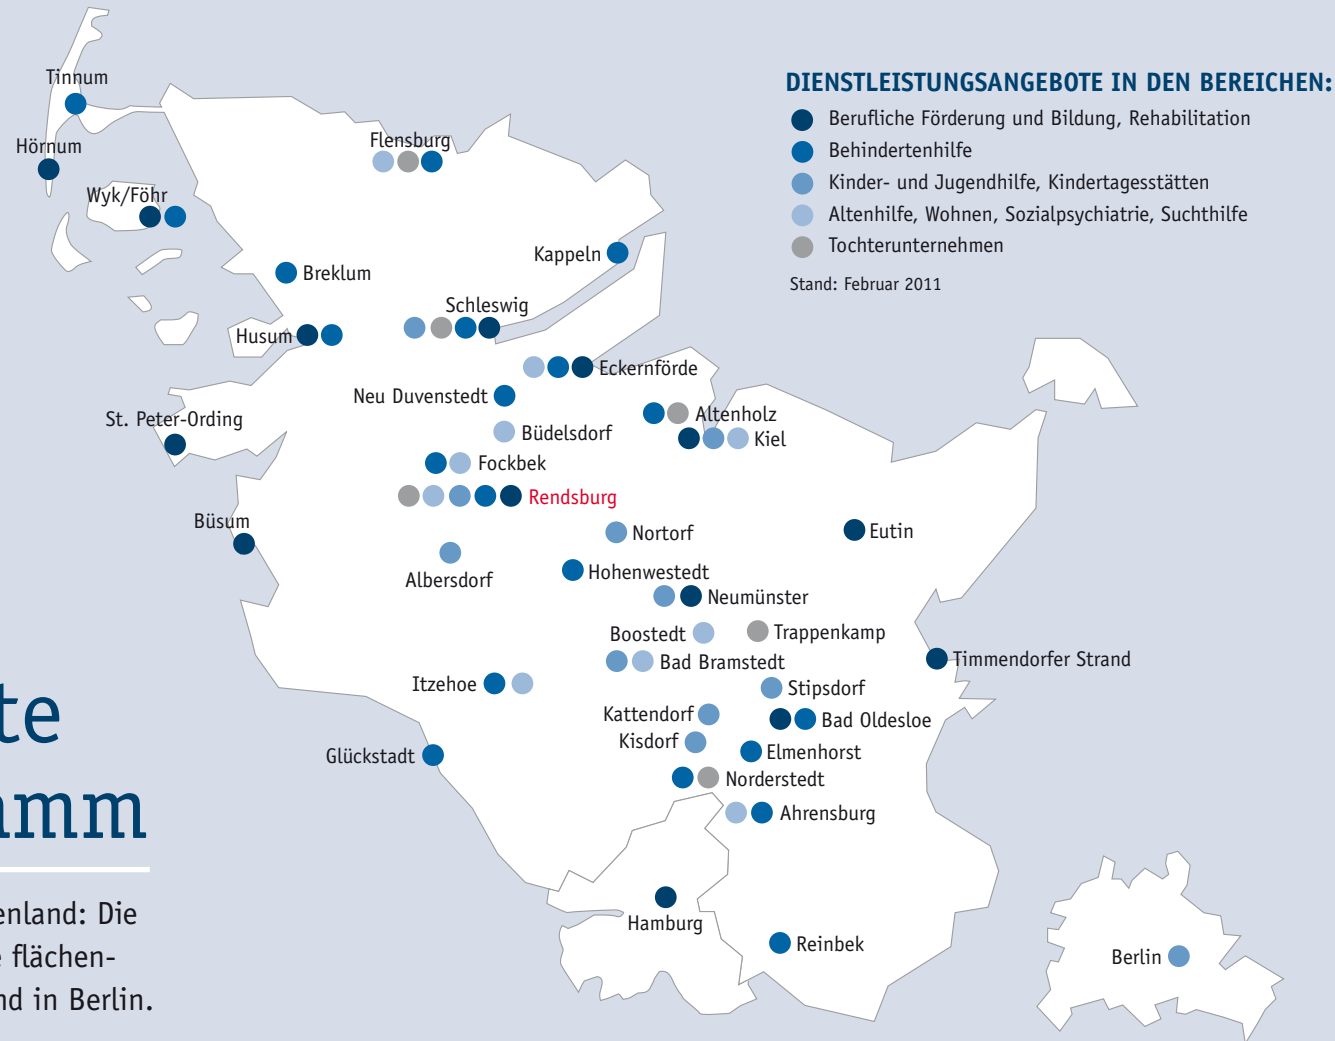 DIENSTLEISTUNGSANGEBOTE IN DEN BEREICHEN:
Berufliche Förderung und Bildung, Rehabilitation
Behindertenhilfe
Kinder- und Jugendhilfe, Kindertagesstätten
Altenhilfe, Wohnen, Sozialpsychiatrie, Suchthilfe
Tochterunternehmen
Stand: Februar 2011
Tinnum
Hörnum
Flensburg
Wyk/Föhr
Kappeln
Breklum
Schleswig
Husum
Eckernförde
Neu Duvenstedt
St. Peter-Ording
Altenholz
Büdelsdorf
Kiel
Fockbek
Rendsburg
Büsum
Nortorf
Eutin
Albersdorf
Hohenwestedt
Neumünster
Boostedt
Trappenkamp
Bad Bramstedt
Timmendorfer Strand
Itzehoe
Stipsdorf
Kattendorf
Bad Oldesloe
Kisdorf
Glückstadt
Elmenhorst
Norderstedt
Ahrensburg
Hamburg
Reinbek
Berlin
te
amm
enland: Die
e flächen-
nd in Berlin.